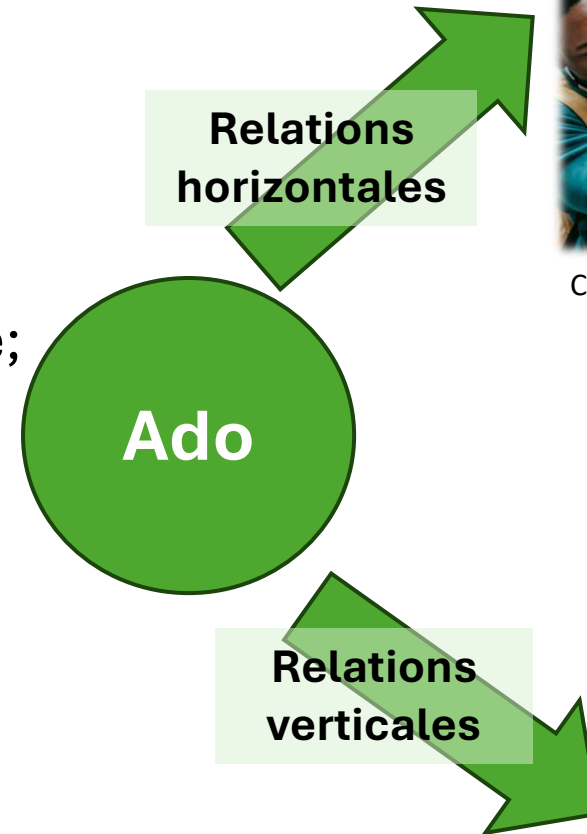 Relations
horizontales
C
e;
Ado
Relations
verticales